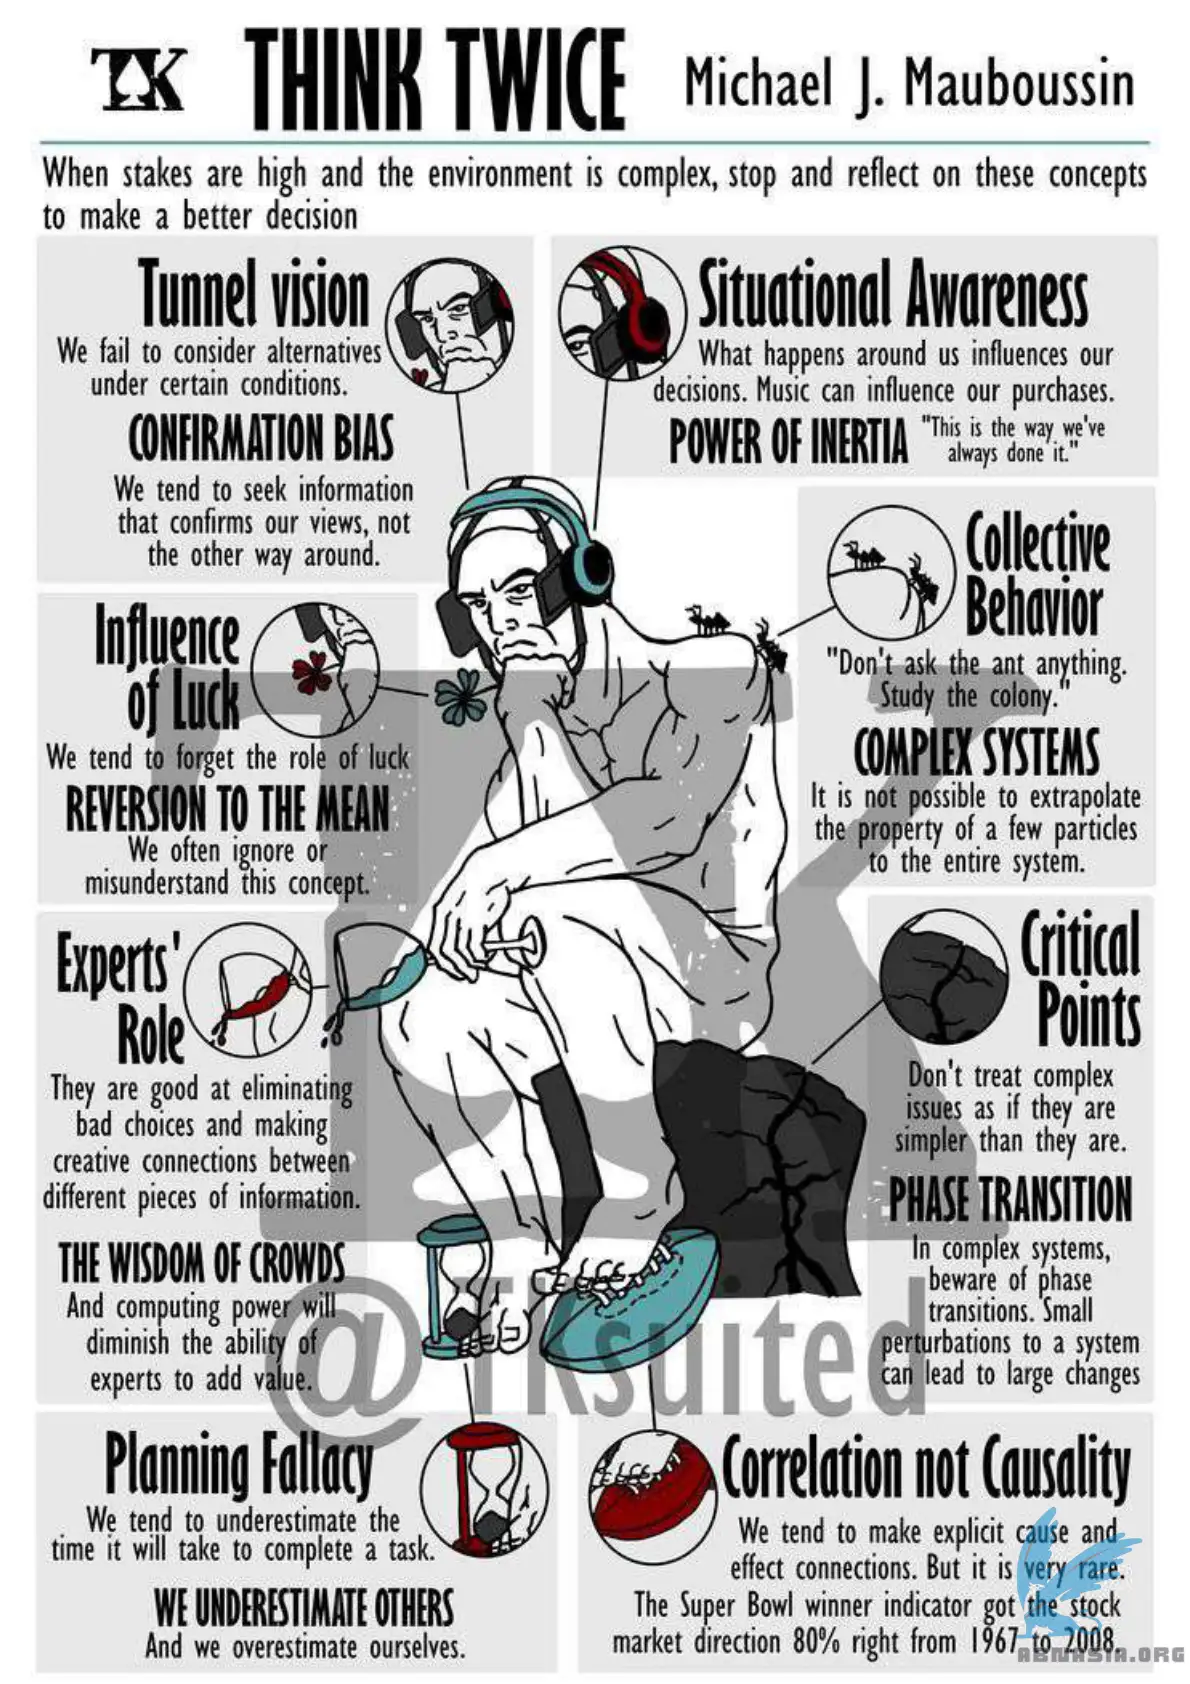 TK
THINK TWICE
Michael J. Mauboussin
When stakes are high and the environment is complex, stop and reflect on these concepts
to make a better decision
Tunnel vision
We fail to consider alternatives
under certain conditions.
CONFIRMATION BIAS
We tend to seek information
that confirms our views, not
the other way around.
Situational Awareness
What happens around us influences our
decisions. Music can influence our purchases.
POWER OF INERTIA
"This is the way we've
always done it."
Influence
of Luck
We tend to forget the role of luck
REVERSION TO THE MEAN
We often ignore or
misunderstand this concept.
Collective
Behavior
"Don't ask the ant anything.
Study the colony."
COMPLEX SYSTEMS
It is not possible to extrapolate
the property of a few particles
to the entire system.
Experts'
Role
They are good at eliminating
bad choices and making
creative connections between
different pieces of information.
THE WISDOM OF CROWDS
And computing power will
diminish the ability of
experts to add value.
Critical
Points
Don't treat complex
issues as if they are
simpler than they are.
PHASE TRANSITION
In complex systems,
beware of phase
transitions. Small
perturbations to a system
can lead to large changes
TK
@TKsuited
Planning Fallacy
We tend to underestimate the
time it will take to complete a task.
WE UNDERESTIMATE OTHERS
And we overestimate ourselves.
Correlation not Causality
We tend to make explicit cause and
effect connections. But it is very rare.
The Super Bowl winner indicator got the stock
market direction 80% right from 1967 to 2008.
ABMASIA.ORG